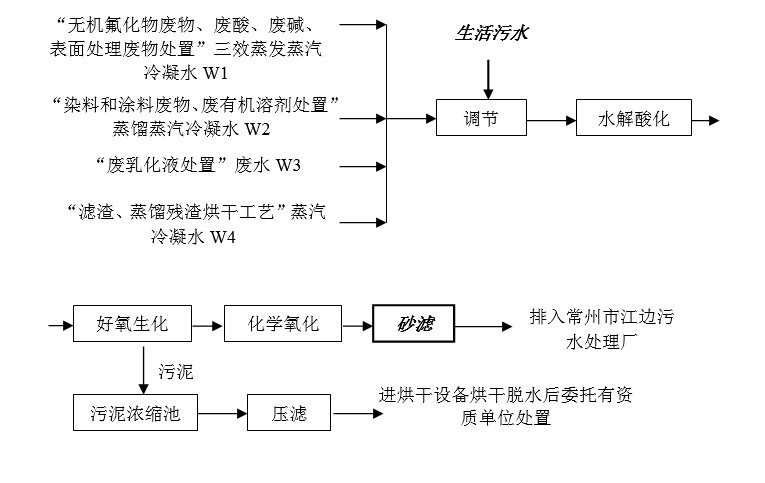 “无机氟化物废物、废酸、废碱、
表面处理废物处置”三效蒸发蒸汽
冷凝水 W1
“染料和涂料废物、废有机溶剂处置”
蒸馏蒸汽冷凝水 W2
“废乳化液处置”废水 W3
“滤渣、蒸馏残渣烘干工艺”蒸汽
冷凝水 W4
生活污水
调节
水解酸化
好氧生化
化学氧化
砂滤
排入常州市江边污
水处理厂
污泥
污泥浓缩池
压滤
进烘干设备烘干脱水后委托有资
质单位处置